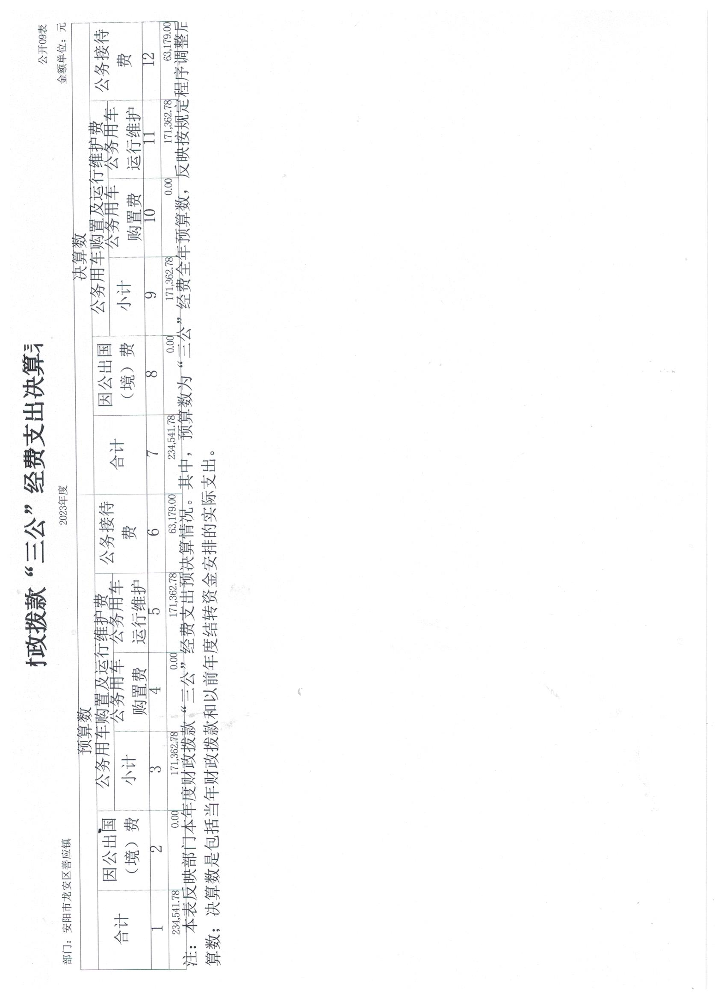 政拨款“三公”经费支出决算
公开09表
部门：安阳市龙安区善应镇 2023年度 金额单位：元
预算数 决算数
合计 因公出国（境）费 公务用车购置及运行维护费 公务接待费 合计 因公出国（境）费 公务用车购置及运行维护费 公务接待费
小计 公务用车购置费 公务用车运行维护 小计 公务用车购置费 公务用车运行维护
1 2 3 4 5 6 7 8 9 10 11 12
234,541.78 0.00 171,362.78 0.00 171,362.78 63,179.00 234,541.78 0.00 171,362.78 0.00 171,362.78 63,179.00
注：本表反映部门本年度财政拨款“三公”经费支出预决算情况。其中，预算数为“三公”经费全年预算数，反映按规定程序调整
算数；决算数是包括当年财政拨款和以前年度结转资金安排的实际支出。